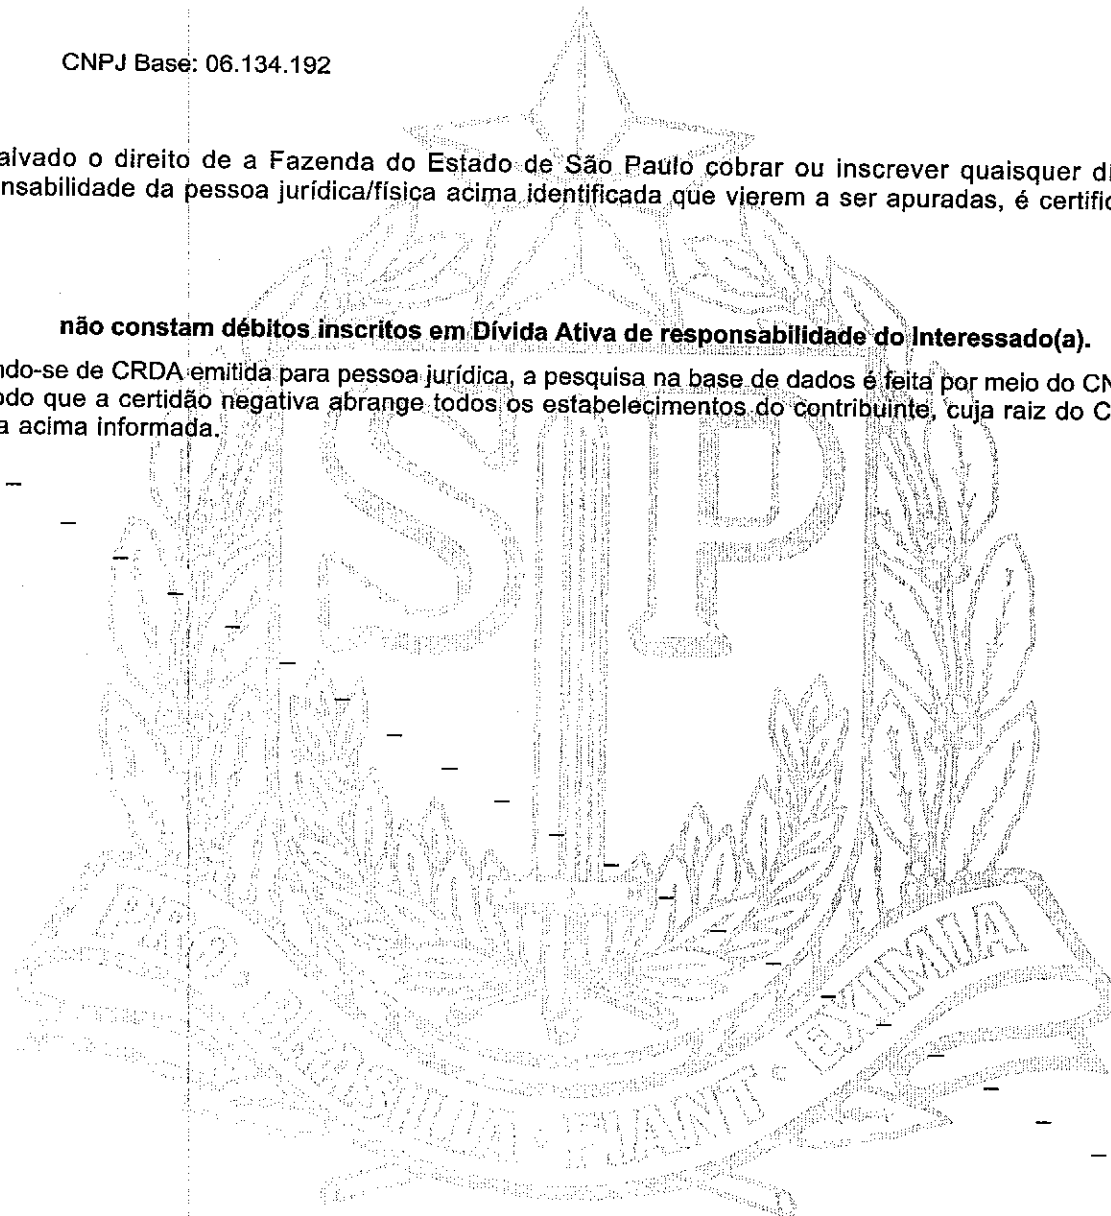 CNPJ Base: 06.134.192
alvado o direito de a Fazenda do Estado de São Paulo cobrar ou inscrever quaisquer
nsabilidade da pessoa jurídica/física acima identificada que vierem a ser apuradas, é
não constam débitos inscritos em Dívida Ativa de responsabilidade do Interessado(a).
ndo-se de CRDA emitida para pessoa jurídica, a pesquisa na base de dados é feita por meio do
odo que a certidão negativa abrange todos os estabelecimentos do contribuinte, cuja raiz do
a acima informada.
SP
PRO · BRASILIA · FIANT · EXIMIA